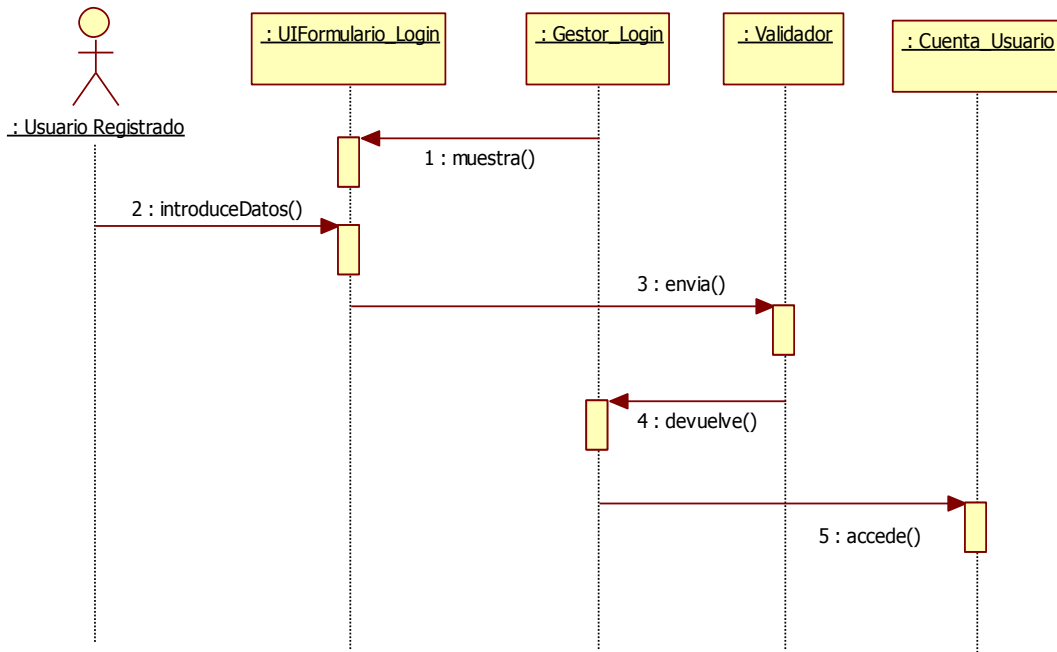 : UIFormulario_Login
: Gestor_Login
: Validador
: Cuenta_Usuario
: Usuario Registrado
1 : muestra()
2 : introduceDatos()
3 : envia()
4 : devuelve()
5 : accede()